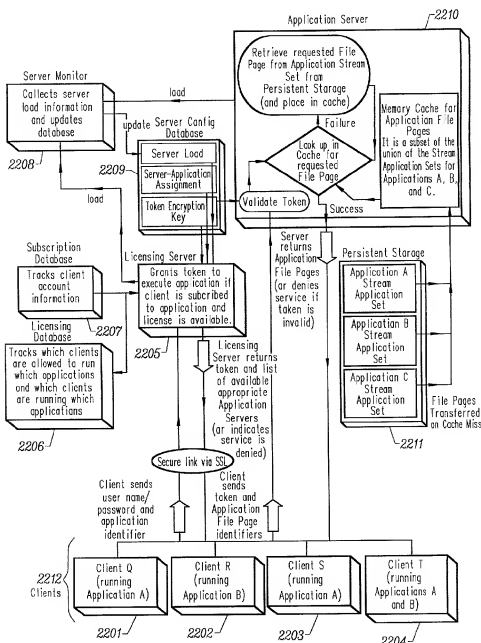 Application Server
2210
Retrieve requested File
Page from Application Stream
Set from
Persistent Storage
(and place in cache)
Server Monitor
Collects server
load information
and updates
database
2208
load
update
Server Config
Database
2209
Server Load
Server-Application
Assignment
Token Encryption
Key
Failure
Look up in
Cache for
requested
File Page
Memory Cache for
Application File
Pages
It is a subset of the
union of the Stream
Application Sets for
Applications A, B,
and C.
Validate Token
Success
load
Subscription
Database
Tracks client
account
information
2207
Licensing Server
Grants token to
execute application if
client is subcribed to
application and
license is available.
2205
Server
returns
Application
File Pages
(or denies
service if
taken is
invalid)
Persistent Storage
Application A
Stream
Application
Set
Application B
Stream
Application
Set
Application C
Stream
Application
Set
2211
File Pages
Transferred
on Cache Miss
Licensing
Database
Tracks which clients
are allowed to run
which applications
and which clients
are running which
applications
2206
Licensing
Server returns
token and list
of available
appropriate
Application
Servers
(or indicates
service is
denied)
Secure link via SSL
Client sends
user name/
password and
application
identifier
Client
sends
token and
Application
File Page
identifiers
2212
Clients
Client Q
(running
Application A)
2201
Client R
(running
Application B)
2202
Client S
(running
Application A)
2203
Client T
(running
Applications A
and B)
2204